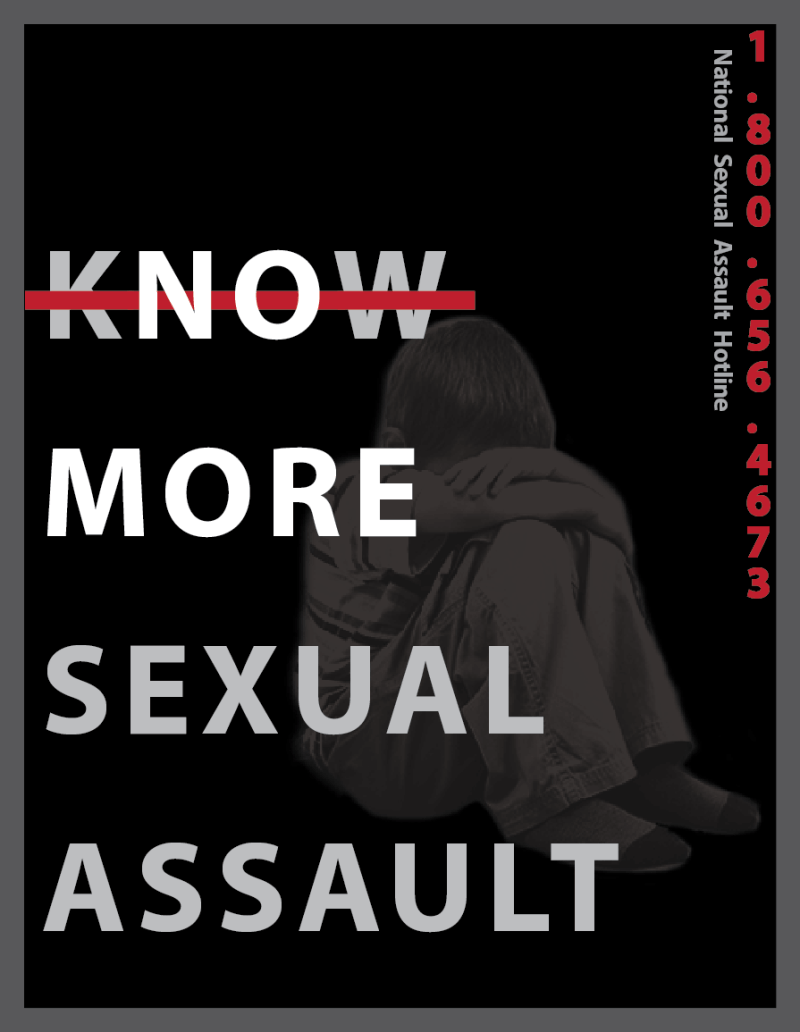 KNOW
MORE
SEXUAL
ASSAULT
1.800.656.4673
National Sexual Assault Hotline